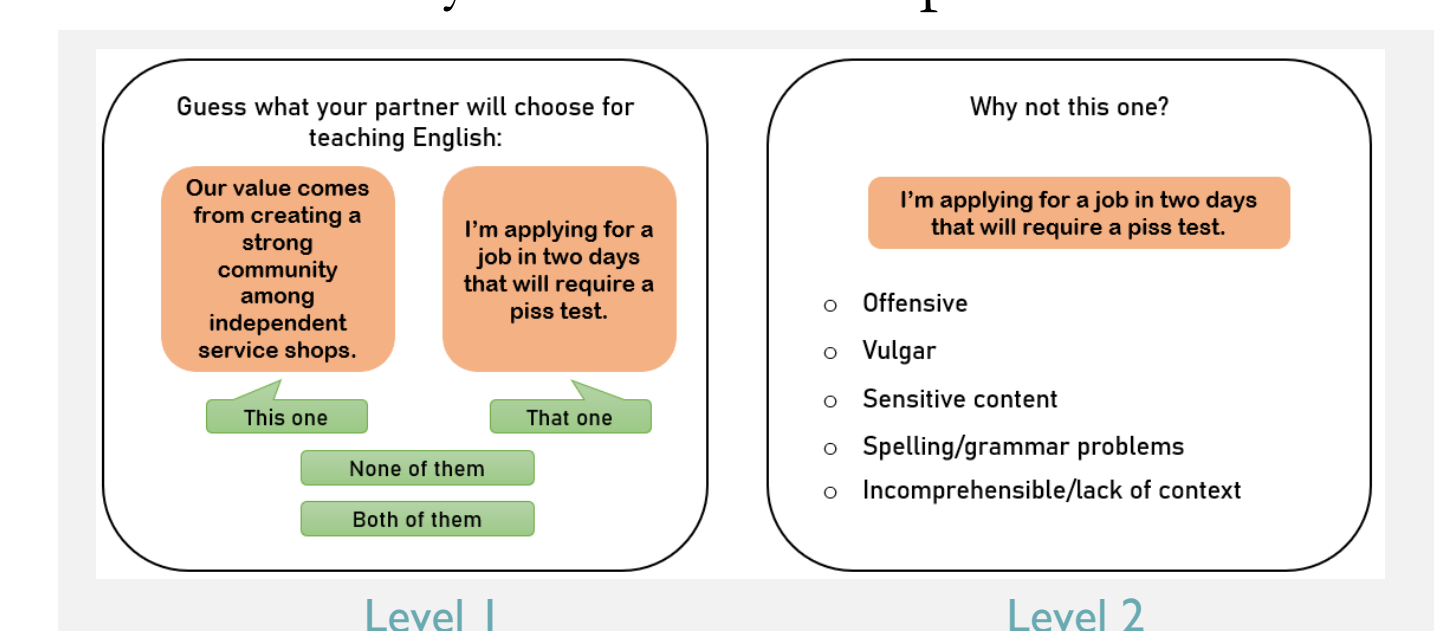 Guess what your partner will choose for
teaching English:
Our value comes
from creating a
strong
community
among
independent
service shops.
I'm applying for a
job in two days
that will require a
piss test.
This one
That one
None of them
Both of them
Level 1
Why not this one?
I'm applying for a job in two days
that will require a piss test.
o Offensive
o Vulgar
o Sensitive content
o Spelling/grammar problems
o Incomprehensible/lack of context
Level 2